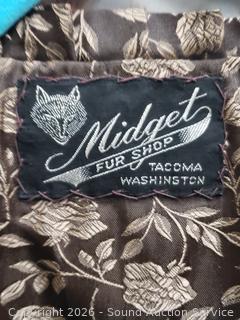 Midget
FUR SHOP
TACOMA
WASHINGTON
Copyright 2026 - Sound Auction Service